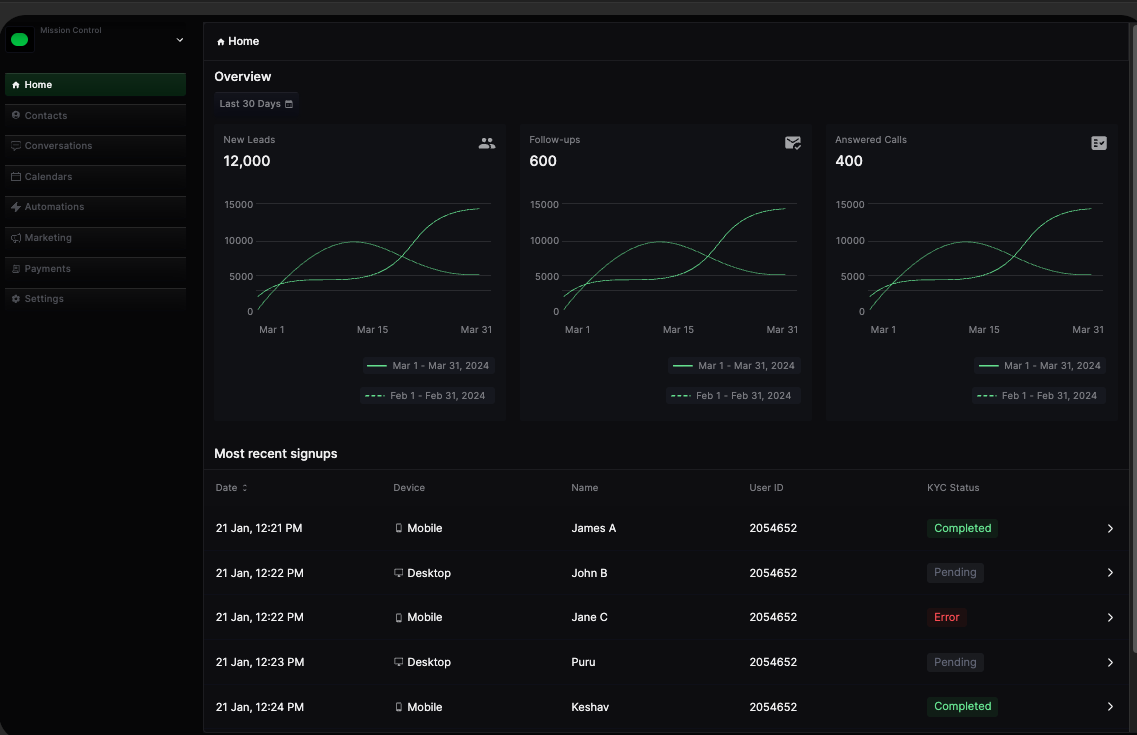 Mission Control
Home
Contacts
Conversations
Calendars
Automations
Marketing
Payments
Settings
Home
Overview
Last 30 Days
New Leads
12,000
15000
10000
5000
0
Mar 1 Mar 15 Mar 31
Mar 1 - Mar 31, 2024
Feb 1 - Feb 31, 2024
Follow-ups
600
15000
10000
5000
0
Mar 1 Mar 15 Mar 31
Mar 1 - Mar 31, 2024
Feb 1 - Feb 31, 2024
Answered Calls
400
15000
10000
5000
0
Mar 1 Mar 15 Mar 31
Mar 1 - Mar 31, 2024
Feb 1 - Feb 31, 2024
Most recent signups
Date Device Name User ID KYC Status
21 Jan, 12:21 PM Mobile James A 2054652 Completed
21 Jan, 12:22 PM Desktop John B 2054652 Pending
21 Jan, 12:22 PM Mobile Jane C 2054652 Error
21 Jan, 12:23 PM Desktop Puru 2054652 Pending
21 Jan, 12:24 PM Mobile Keshav 2054652 Completed